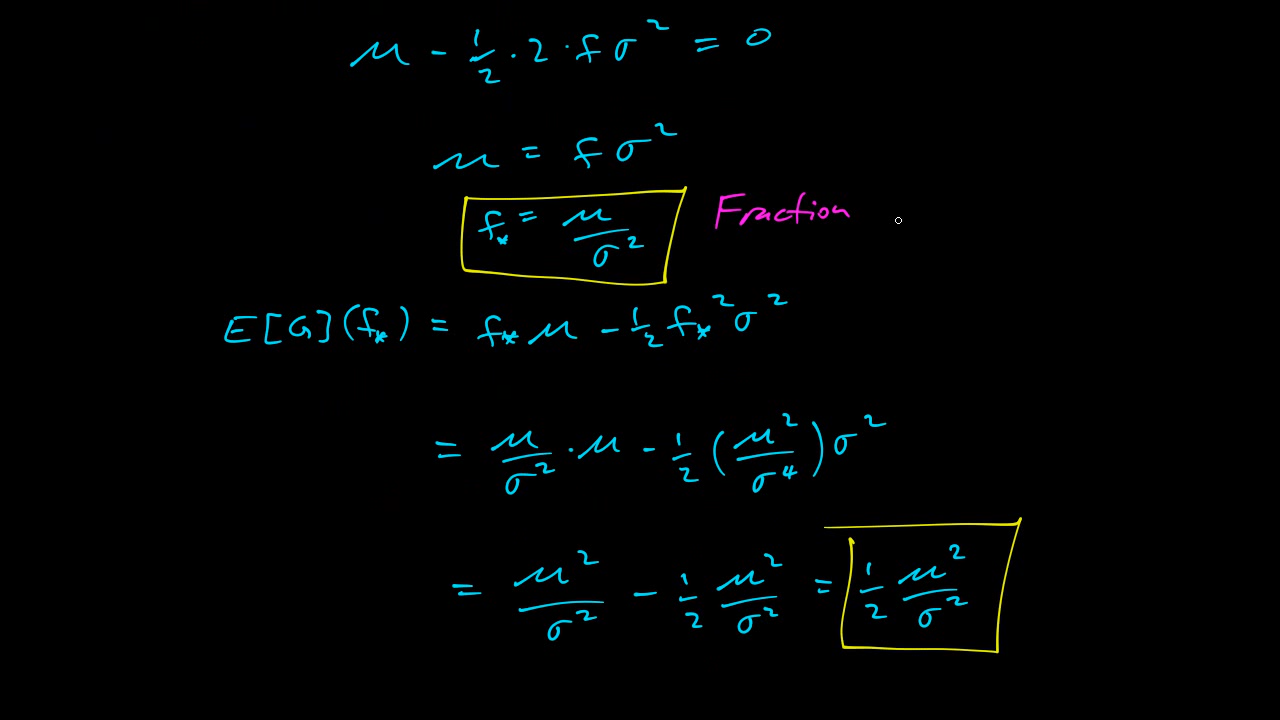 μ - 1/2 · 2 · f σ² = 0
μ = f σ²
f* = μ/σ² Fraction
E[G](f*) = f* μ - 1/2 f*² σ²
= μ/σ² · μ - 1/2 (μ²/σ⁴) σ²
= μ²/σ² - 1/2 μ²/σ² = 1/2 μ²/σ²